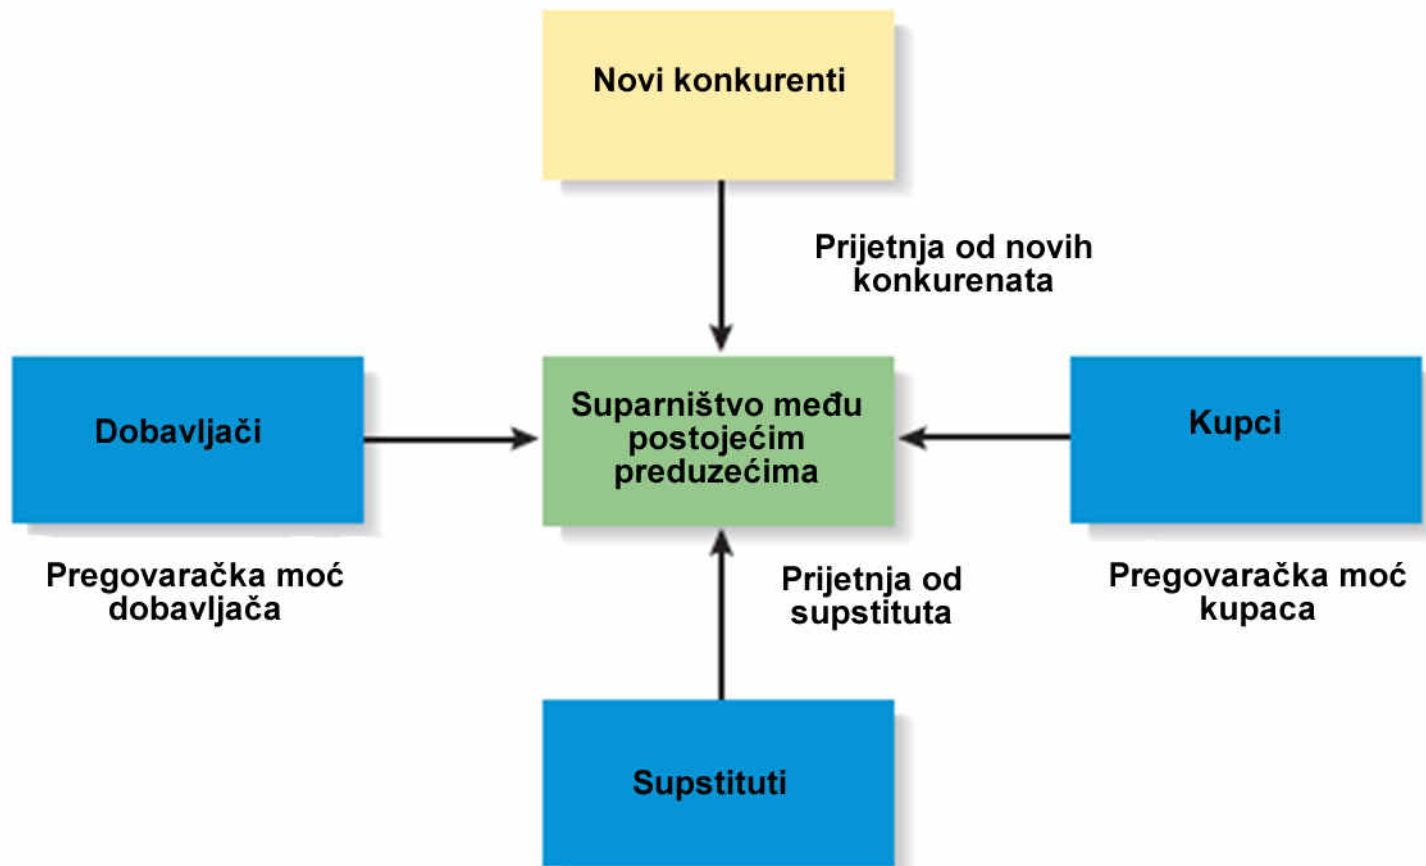 Novi konkurenti
Prijetnja od novih
konkurenata
Dobavljači
Suparništvo među
postojećim
preduzećima
Kupci
Pregovaračka moć
dobavljača
Prijetnja od
supstituta
Pregovaračka moć
kupaca
Supstituti